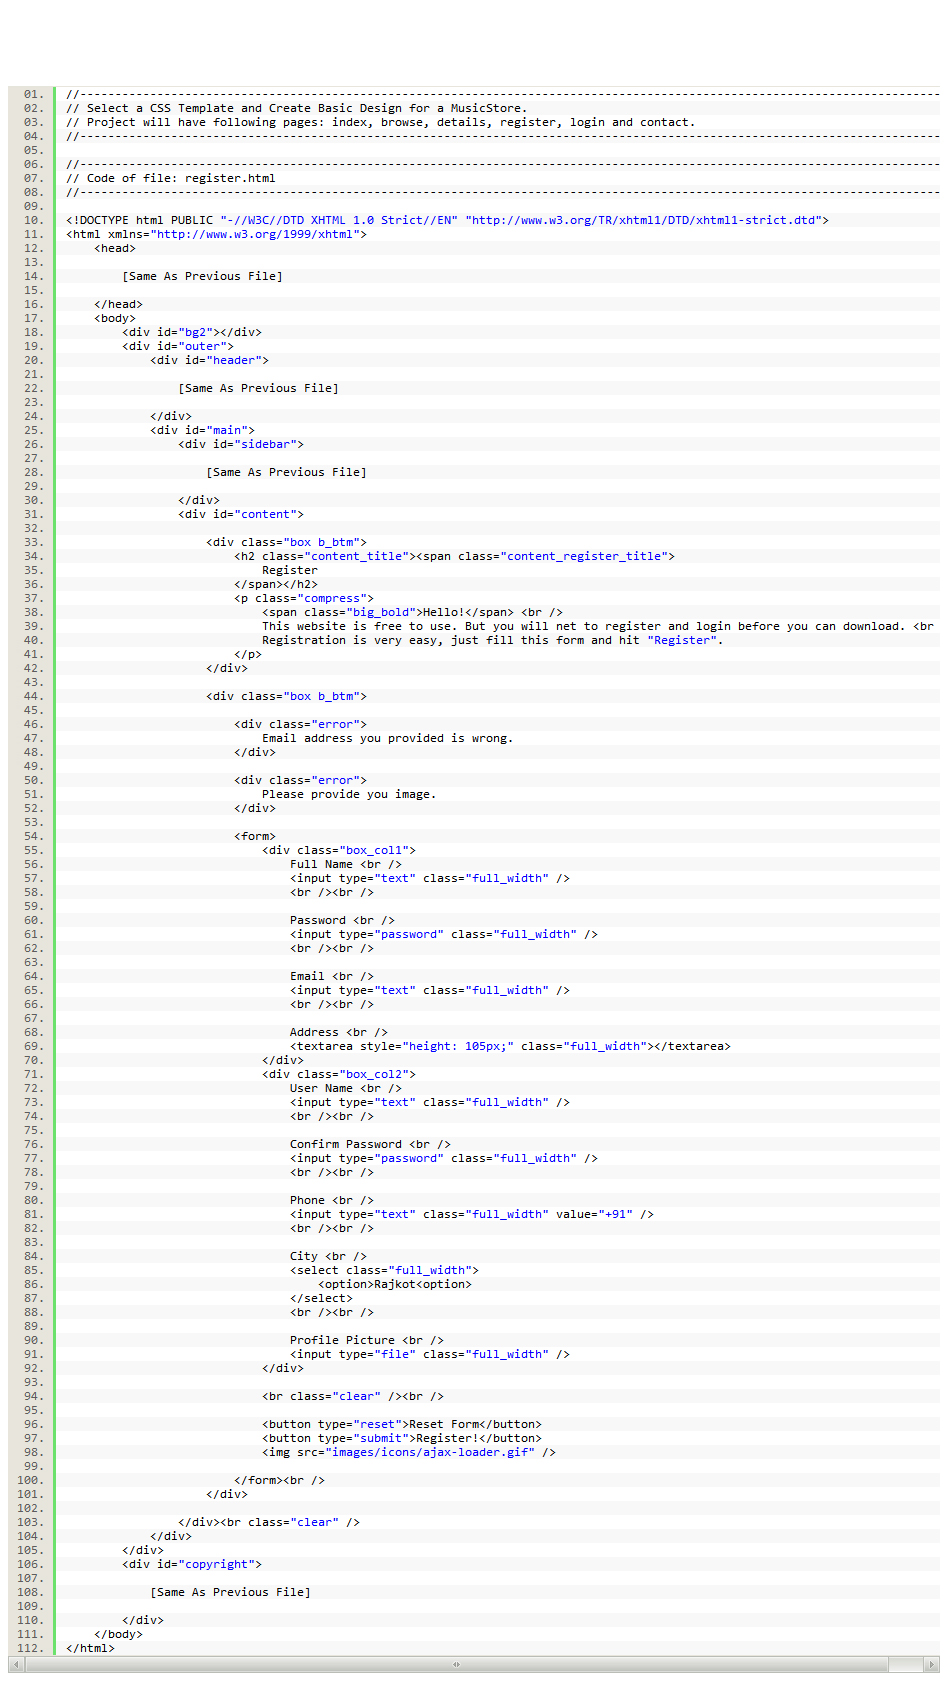 01. //---------------------------------------------------------------------------------------------------------------------------
02. // Select a CSS Template and Create Basic Design for a MusicStore.
03. // Project will have following pages: index, browse, details, register, login and contact.
04. //---------------------------------------------------------------------------------------------------------------------------
05.
06. //---------------------------------------------------------------------------------------------------------------------------
07. // Code of file: register.html
08. //---------------------------------------------------------------------------------------------------------------------------
09.
10. <!DOCTYPE html PUBLIC "-//W3C//DTD XHTML 1.0 Strict//EN" "http://www.w3.org/TR/xhtml1/DTD/xhtml1-strict.dtd">
11. <html xmlns="http://www.w3.org/1999/xhtml">
12.     <head>
13.
14.         [Same As Previous File]
15.
16.     </head>
17.     <body>
18.         <div id="bg2"></div>
19.         <div id="outer">
20.             <div id="header">
21.
22.                 [Same As Previous File]
23.
24.             </div>
25.             <div id="main">
26.                 <div id="sidebar">
27.
28.                     [Same As Previous File]
29.
30.                 </div>
31.                 <div id="content">
32.
33.                     <div class="box b_btm">
34.                         <h2 class="content_title"><span class="content_register_title">
35.                             Register
36.                         </span></h2>
37.                         <p class="compress">
38.                             <span class="big_bold">Hello!</span> <br />
39.                             This website is free to use. But you will net to register and login before you can download. <br
40.                             Registration is very easy, just fill this form and hit "Register".
41.                         </p>
42.                     </div>
43.
44.                     <div class="box b_btm">
45.
46.                         <div class="error">
47.                             Email address you provided is wrong.
48.                         </div>
49.
50.                         <div class="error">
51.                             Please provide you image.
52.                         </div>
53.
54.                         <form>
55.                             <div class="box_col1">
56.                                 Full Name <br />
57.                                 <input type="text" class="full_width" />
58.                                 <br /><br />
59.
60.                                 Password <br />
61.                                 <input type="password" class="full_width" />
62.                                 <br /><br />
63.
64.                                 Email <br />
65.                                 <input type="text" class="full_width" />
66.                                 <br /><br />
67.
68.                                 Address <br />
69.                                 <textarea style="height: 105px;" class="full_width"></textarea>
70.                             </div>
71.                             <div class="box_col2">
72.                                 User Name <br />
73.                                 <input type="text" class="full_width" />
74.                                 <br /><br />
75.
76.                                 Confirm Password <br />
77.                                 <input type="password" class="full_width" />
78.                                 <br /><br />
79.
80.                                 Phone <br />
81.                                 <input type="text" class="full_width" value="+91" />
82.                                 <br /><br />
83.
84.                                 City <br />
85.                                 <select class="full_width">
86.                                     <option>Rajkot<option>
87.                                 </select>
88.                                 <br /><br />
89.
90.                                 Profile Picture <br />
91.                                 <input type="file" class="full_width" />
92.                             </div>
93.
94.                             <br class="clear" /><br />
95.
96.                             <button type="reset">Reset Form</button>
97.                             <button type="submit">Register!</button>
98.                             <img src="images/icons/ajax-loader.gif" />
99.
100.                         </form><br />
101.                     </div>
102.
103.                 </div><br class="clear" />
104.             </div>
105.         </div>
106.         <div id="copyright">
107.
108.             [Same As Previous File]
109.
110.         </div>
111.     </body>
112. </html>